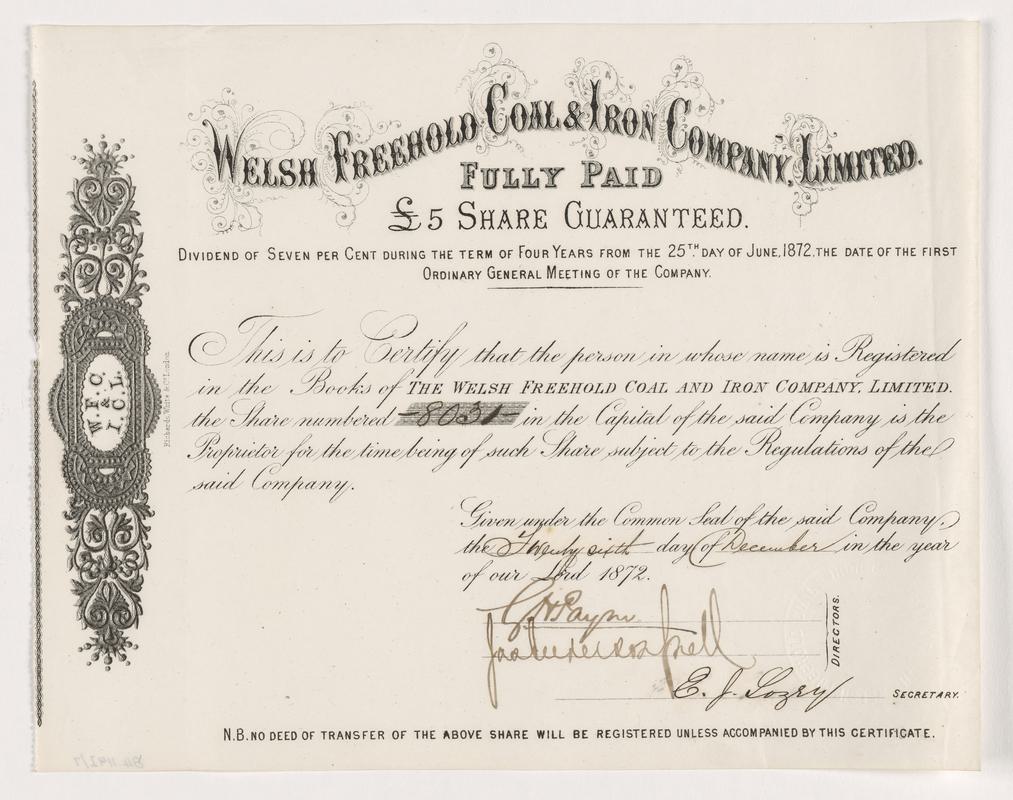 WELSH FREEHOLD COAL & IRON COMPANY, LIMITED.
FULLY PAID
£5 SHARE GUARANTEED.
DIVIDEND OF SEVEN PER CENT DURING THE TERM OF FOUR YEARS FROM THE 25TH. DAY OF JUNE, 1872, THE DATE OF THE FIRST
ORDINARY GENERAL MEETING OF THE COMPANY.
This is to Certify that the person in whose name is Registered
in the Books of THE WELSH FREEHOLD COAL AND IRON COMPANY, LIMITED.
the Share numbered 8031 in the Capital of the said Company is the
Proprietor for the time being of such Share subject to the Regulations of the
said Company.
Given under the Common Seal of the said Company,
the Twenty sixth day of December in the year
of our Lord 1872.
DIRECTORS.
E. J.
SECRETARY.
N.B. NO DEED OF TRANSFER OF THE ABOVE SHARE WILL BE REGISTERED UNLESS ACCOMPANIED BY THIS CERTIFICATE.
W.F.C.
&
I.C.L.